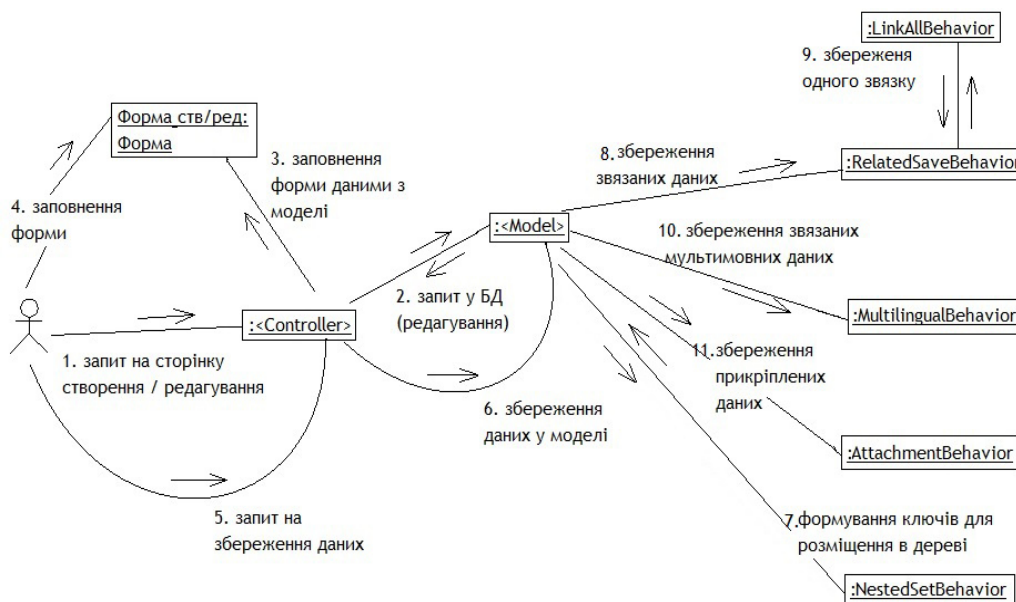 :LinkAllBehavior
9. збереженя
одного звязку
Форма ств/ред:
Форма
3. заповнення
форми даними з
моделі
8.збереження
звязаних даних
:RelatedSaveBehavior
4. заповнення
форми
:<Model>
10. збереження звязаних
мультимовних даних
2. запит у БД
(редагування)
:<Controller>
:MultilingualBehavior
1. запит на сторінку
створення / редагування
11.збереження
прикріплених
даних
6. збереження
даних у моделі
:AttachmentBehavior
5. запит на
збереження даних
7.формування ключів для
розміщення в дереві
:NestedSetBehavior